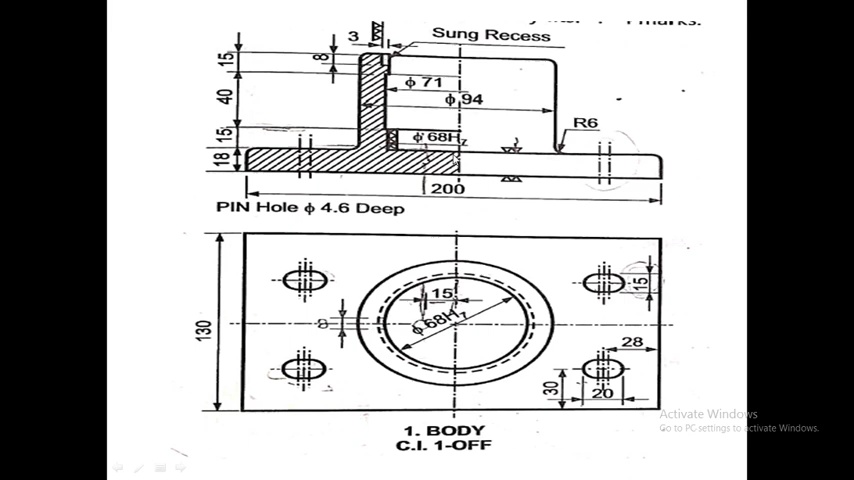 3
Sung Recess
15
8
ϕ 71
40
ϕ 94
R6
15
ϕ 68H7
18
200
PIN Hole ϕ 4.6 Deep
15
15
130
8
ϕ 68H7
28
30
20
1. BODY
C.I. 1-OFF
Activate Windows
Go to PC settings to activate Windows.